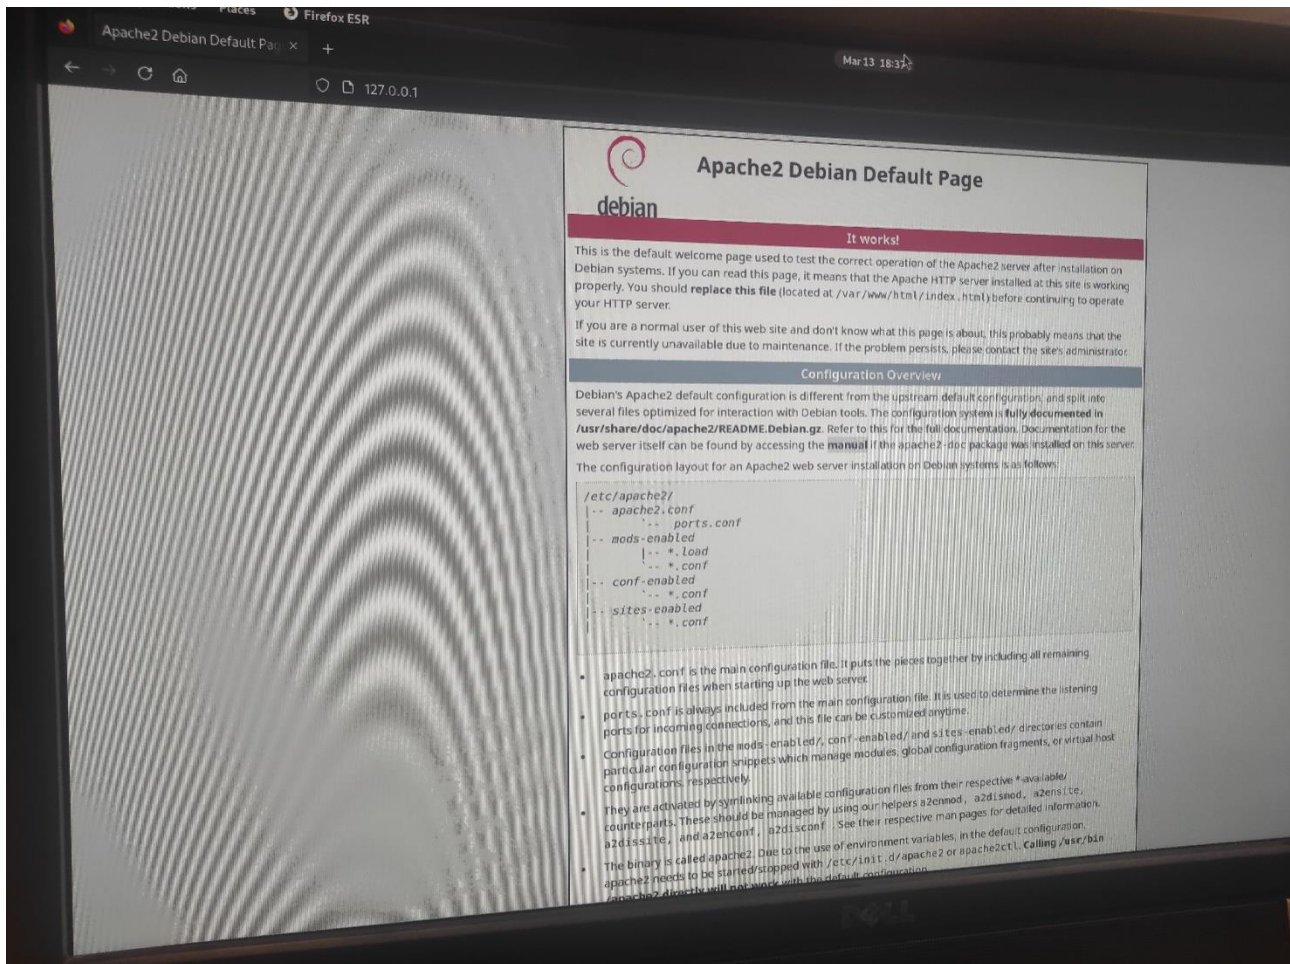 Places
Firefox ESR
Apache2 Debian Default Pag
Mar 13 18:37
127.0.0.1
debian
Apache2 Debian Default Page
It works!
This is the default welcome page used to test the correct operation of the Apache2 server after installation on
Debian systems. If you can read this page, it means that the Apache HTTP server installed at this site is working
properly. You should replace this file (located at /var/www/html/index.html) before continuing to operate
your HTTP server.
If you are a normal user of this web site and don't know what this page is about, this probably means that the
site is currently unavailable due to maintenance. If the problem persists, please contact the site's administrator.
Configuration Overview
Debian's Apache2 default configuration is different from the upstream default configuration, and split into
several files optimized for interaction with Debian tools. The configuration system is fully documented in
/usr/share/doc/apache2/README.Debian.gz. Refer to this for the full documentation. Documentation for the
web server itself can be found by accessing the manual if the apache2-doc package was installed on this server.
The configuration layout for an Apache2 web server installation on Debian systems is as follows:
/etc/apache2/
|-- apache2.conf
|       `--  ports.conf
|-- mods-enabled
|       |-- *.load
|       `-- *.conf
|-- conf-enabled
|       `-- *.conf
|-- sites-enabled
|       `-- *.conf
• apache2.conf is the main configuration file. It puts the pieces together by including all remaining
configuration files when starting up the web server.
• ports.conf is always included from the main configuration file. It is used to determine the listening
ports for incoming connections, and this file can be customized anytime.
• Configuration files in the mods-enabled/, conf-enabled/ and sites-enabled/ directories contain
particular configuration snippets which manage modules, global configuration fragments, or virtual host
configurations, respectively.
• They are activated by symlinking available configuration files from their respective *-available/
counterparts. These should be managed by using our helpers a2enmod, a2dismod, a2ensite,
a2dissite, and a2enconf, a2disconf . See their respective man pages for detailed information.
• The binary is called apache2. Due to the use of environment variables, in the default configuration,
apache2 needs to be started/stopped with /etc/init.d/apache2 or apache2ctl. Calling /usr/bin
/apache2 directly will not work with the default configuration.
DELL